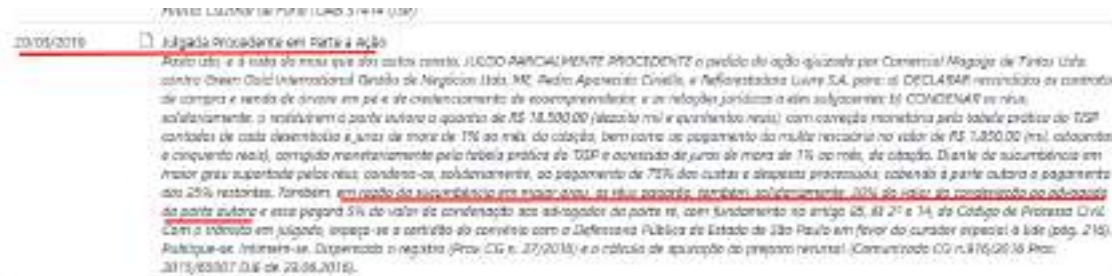 20/05/2019 Julgada Procedente em Parte a Ação
Posto isto, e à vista do mais que dos autos consta, JULGO PARCIALMENTE PROCEDENTE o pedido da ação ajuizada por Comercial Magaga de Tintas Ltda.
contra Green Gold International Gestão de Negócios Ltda. ME, Pedro Aparecido Ciriello, e Reflorestadora Livre S.A, para: a) DECLARAR rescindidos os contratos
de compra e venda de árvore em pé e de credenciamento de ecoempreendedor, e as relações jurídicas a eles subjacentes; b) CONDENAR os réus,
solidariamente, a restituírem à parte autora a quantia de R$ 18.500,00 (dezoito mil e quinhentos reais), com correção monetária pela tabela prática do TJSP
contados de cada desembolso e juros de mora de 1% ao mês, da citação, bem como ao pagamento da multa rescisória no valor de R$ 1.850,00 (mil, oitocentos
e cinquenta reais), corrigido monetariamente pela tabela prática do TJSP e acrescido de juros de mora de 1% ao mês, da citação. Diante da sucumbência em
maior grau suportada pelos réus, condeno-os, solidariamente, ao pagamento de 75% das custas e despesas processuais, cabendo à parte autora o pagamento
dos 25% restantes. Também, em razão da sucumbência em maior grau, os réus pagarão, também solidariamente, 10% do valor da condenação ao advogado
da parte autora e essa pagará 5% do valor da condenação aos advogados da parte ré, com fundamento no artigo 85, §§ 2º e 14, do Código de Processo Civil.
Com o trânsito em julgado, expeça-se a certidão do convênio com a Defensoria Pública do Estado de São Paulo em favor do curador especial à lide (pág. 216).
Publique-se. Intimem-se. Dispensado o registro (Prov. CG n. 27/2016) e o cálculo de apuração do preparo recursal (Comunicado CG n.916/2016 Proc.
2015/65007 DJE de 23.06.2016).